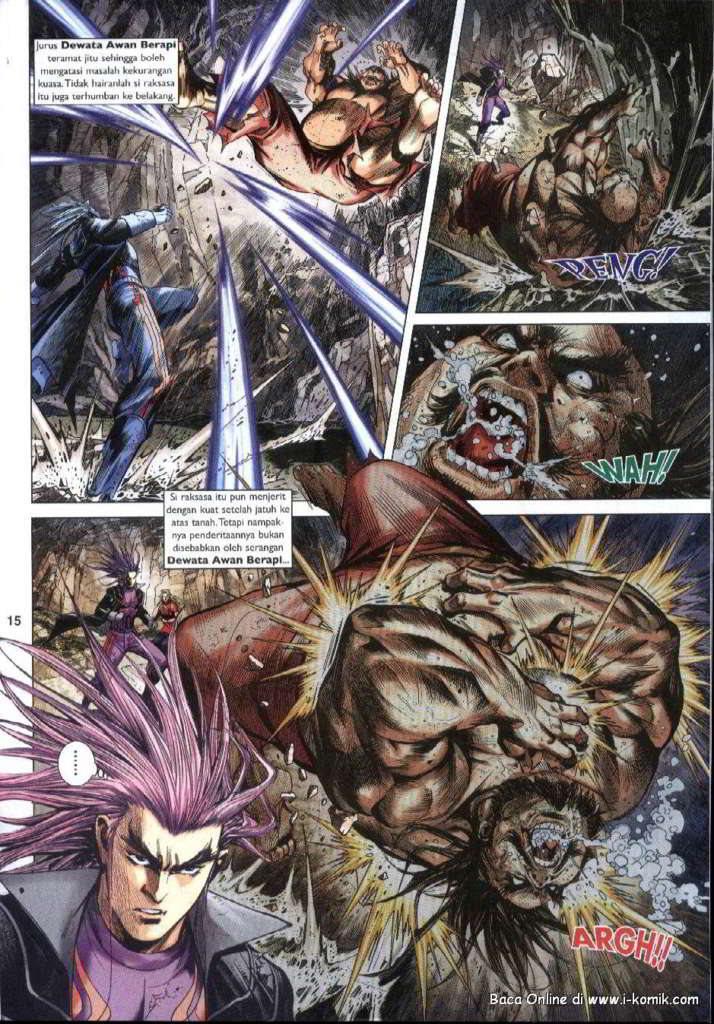 Jurus Dewata Awan Berapi
teramat jitu sehingga boleh
mengatasi masalah kekurangan
kuasa. Tidak hairanlah si raksasa
itu juga terhumban ke belakang.
PENG!
WAH!
Si raksasa itu pun menjerit
dengan kuat setelah jatuh ke
atas tanah. Tetapi nampak-
nya penderitaannya bukan
disebabkan oleh serangan
Dewata Awan Berapi...
15
......
ARGH!!
Baca Online di www.i-komik.com